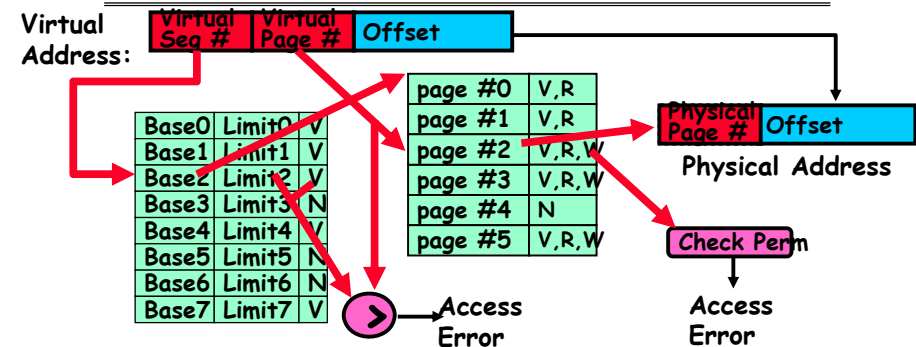 Virtual Address:
Virtual Seg #
Virtual Page #
Offset
Base0 Limit0 V
Base1 Limit1 V
Base2 Limit2 V
Base3 Limit3 N
Base4 Limit4 V
Base5 Limit5 N
Base6 Limit6 N
Base7 Limit7 V
page #0 V,R
page #1 V,R
page #2 V,R,W
page #3 V,R,W
page #4 N
page #5 V,R,W
Physical Page #
Offset
Physical Address
>
Access
Error
Check Perm
Access
Error